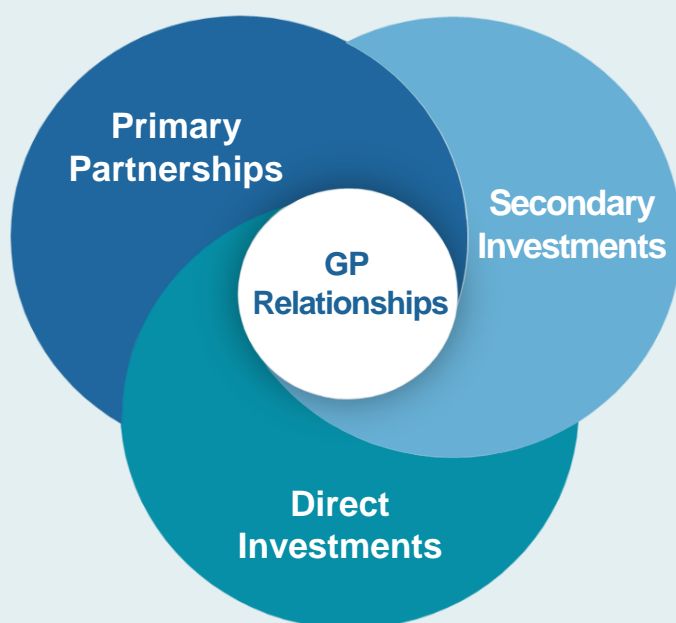 Primary
Partnerships
Secondary
Investments
GP
Relationships
Direct
Investments